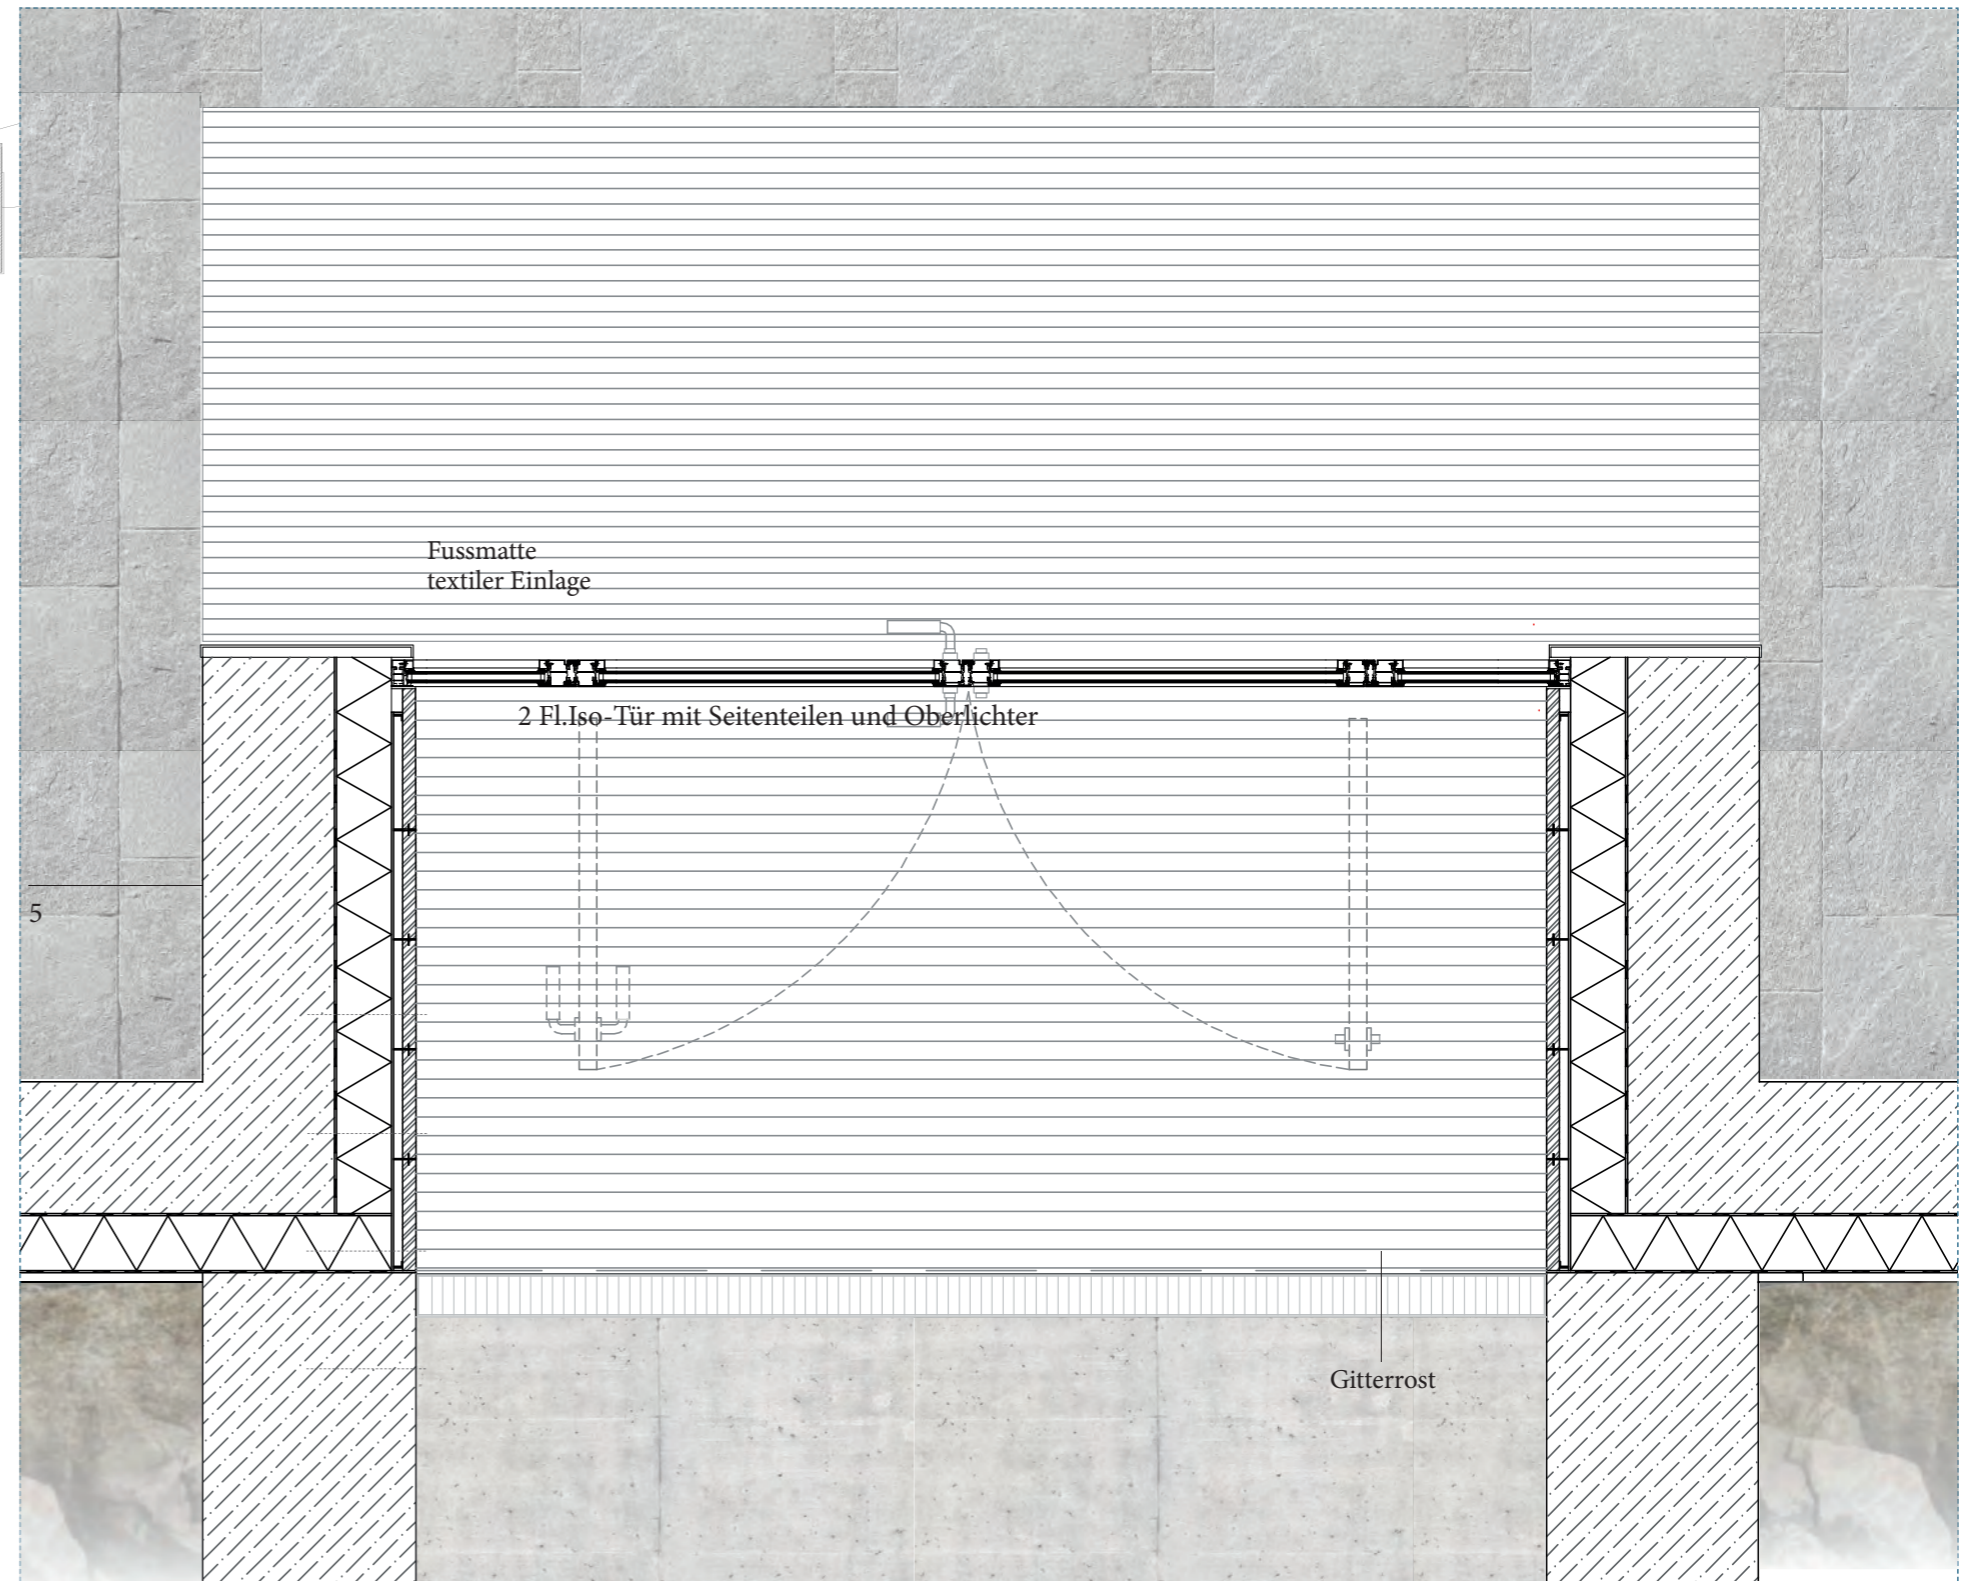 Fussmatte
textiler Einlage
2 Fl.Iso-Tür mit Seitenteilen und Oberlichter
5
Gitterrost